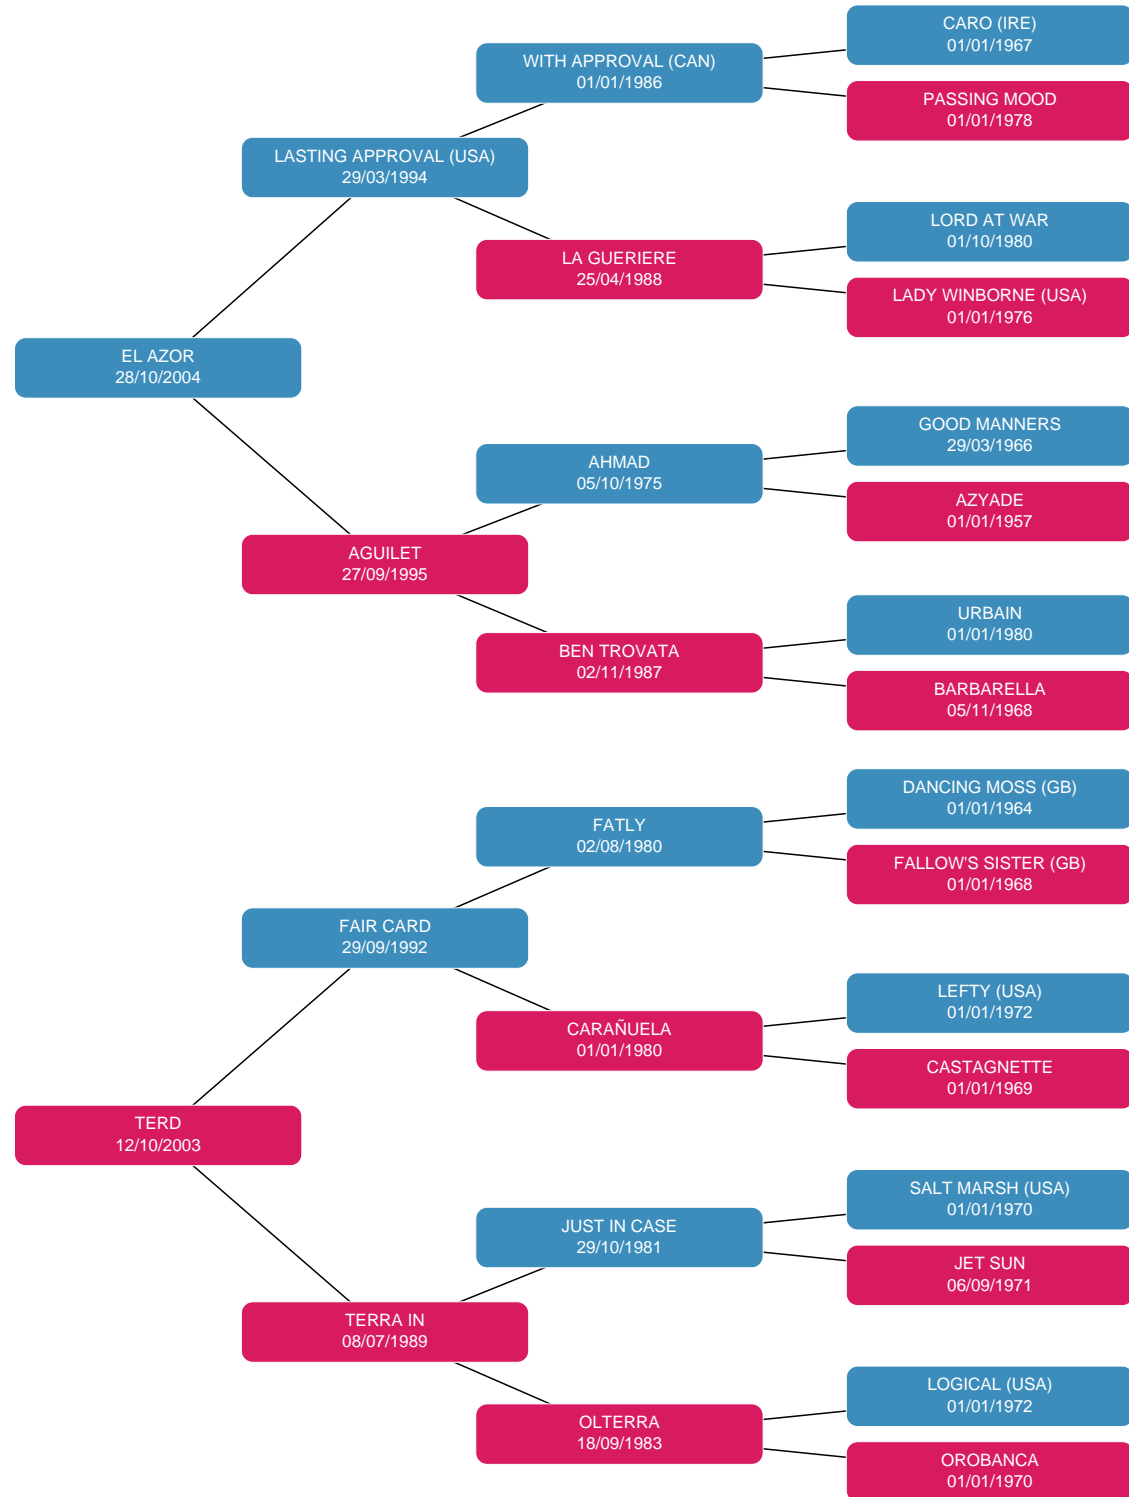 CARO (IRE)
01/01/1967
WITH APPROVAL (CAN)
01/01/1986
PASSING MOOD
01/01/1978
LASTING APPROVAL (USA)
29/03/1994
LORD AT WAR
01/10/1980
LA GUERIERE
25/04/1988
LADY WINBORNE (USA)
01/01/1976
EL AZOR
28/10/2004
GOOD MANNERS
29/03/1966
AHMAD
05/10/1975
AZYADE
01/01/1957
AGUILET
27/09/1995
URBAIN
01/01/1980
BEN TROVATA
02/11/1987
BARBARELLA
05/11/1968
DANCING MOSS (GB)
01/01/1964
FATLY
02/08/1980
FALLOW'S SISTER (GB)
01/01/1968
FAIR CARD
29/09/1992
LEFTY (USA)
01/01/1972
CARAÑUELA
01/01/1980
CASTAGNETTE
01/01/1969
TERD
12/10/2003
SALT MARSH (USA)
01/01/1970
JUST IN CASE
29/10/1981
JET SUN
06/09/1971
TERRA IN
08/07/1989
LOGICAL (USA)
01/01/1972
OLTERRA
18/09/1983
OROBANCA
01/01/1970